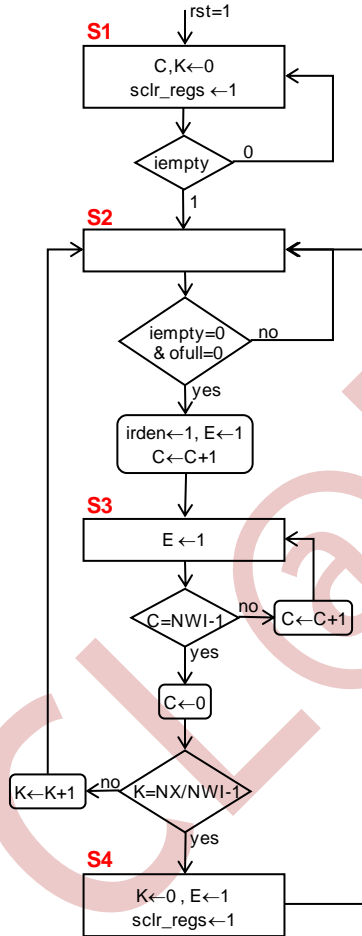 rst=1
S1
C,K←0
sclr_regs ←1
iempty
0
1
S2
iempty=0
& ofull=0
no
yes
irden←1, E←1
C←C+1
S3
E ←1
C=NWI-1
no
C←C+1
yes
C←0
K←K+1
no
K=NX/NWI-1
yes
S4
K←0 , E←1
sclr_regs←1